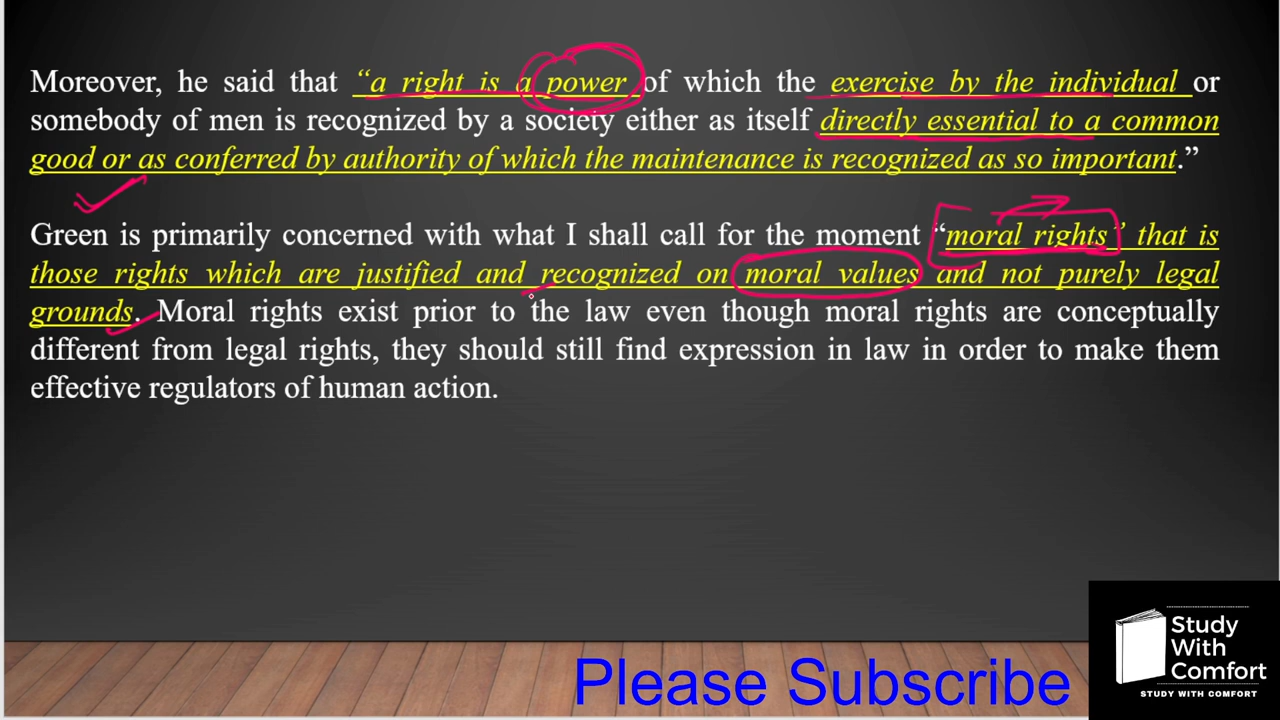 Moreover, he said that “a right is a power of which the exercise by the individual or
somebody of men is recognized by a society either as itself directly essential to a common
good or as conferred by authority of which the maintenance is recognized as so important.”
Green is primarily concerned with what I shall call for the moment “moral rights” that is
those rights which are justified and recognized on moral values and not purely legal
grounds. Moral rights exist prior to the law even though moral rights are conceptually
different from legal rights, they should still find expression in law in order to make them
effective regulators of human action.
Please Subscribe
Study
With
Comfort
STUDY WITH COMFORT